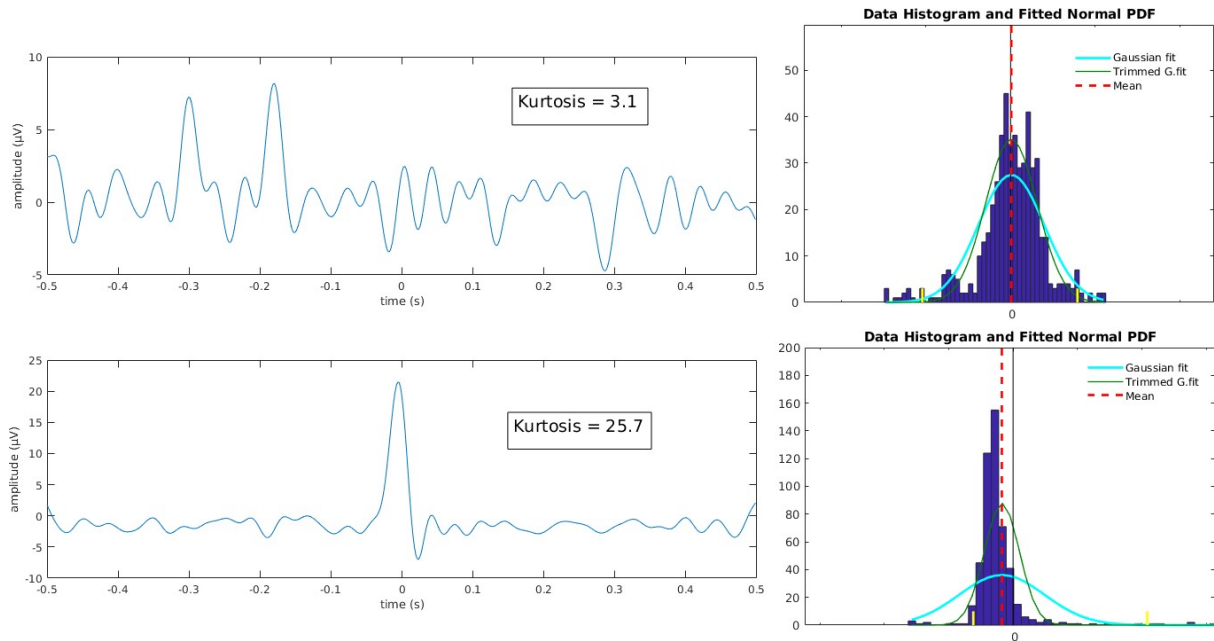 10
5
0
-5
amplitude (µV)
-0.5 -0.4 -0.3 -0.2 -0.1 0 0.1 0.2 0.3 0.4 0.5
time (s)
Kurtosis = 3.1
Data Histogram and Fitted Normal PDF
50
40
30
20
10
0
0
Gaussian fit
Trimmed G.fit
Mean
25
20
15
10
5
0
-5
-10
amplitude (µV)
-0.5 -0.4 -0.3 -0.2 -0.1 0 0.1 0.2 0.3 0.4 0.5
time (s)
Kurtosis = 25.7
Data Histogram and Fitted Normal PDF
200
180
160
140
120
100
80
60
40
20
0
0
Gaussian fit
Trimmed G.fit
Mean